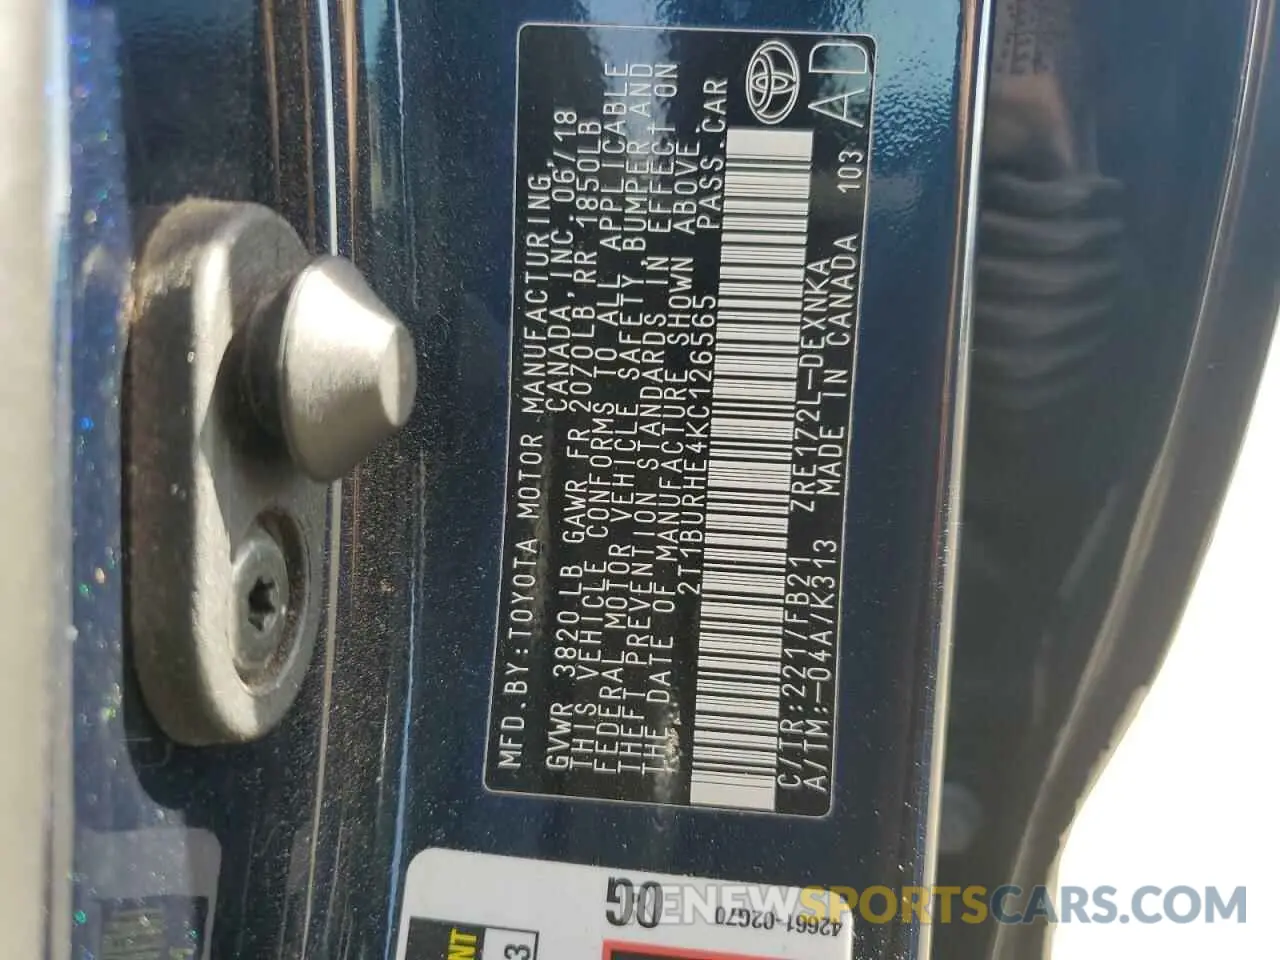 MFD.BY:TOYOTA MOTOR MANUFACTURING
CANADA, INC. 06/18
GVWR 3820LB GAWR FR 2070LB, RR 1850LB
THIS VEHICLE CONFORMS TO ALL APPLICABLE
FEDERAL MOTOR VEHICLE SAFETY, BUMPER AND
THEFT PREVENTION STANDARDS IN EFFECT ON
THE DATE OF MANUFACTURE SHOWN ABOVE.
2T1BURHE4KC126565 PASS.CAR
C/TR:221/FB21 ZRE172L-DEXNKA 103
A/TM:-04A/K313 MADE IN CANADA
AD
42661-02G70
NEWSPORTSCARS.COM